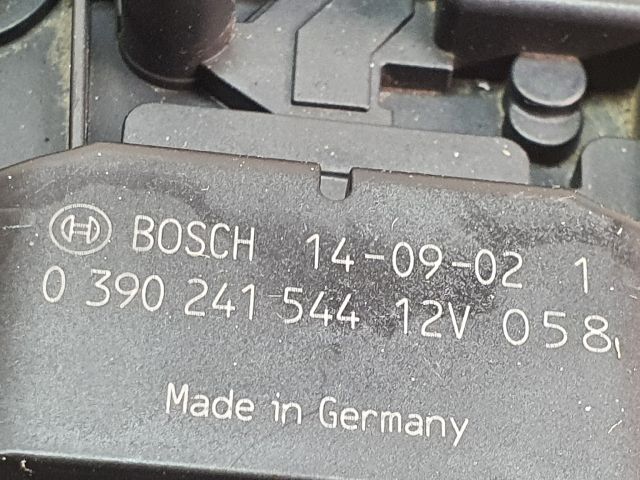 BOSCH 14-09-02 1
0 390 241 544 12V 058
Made in Germany